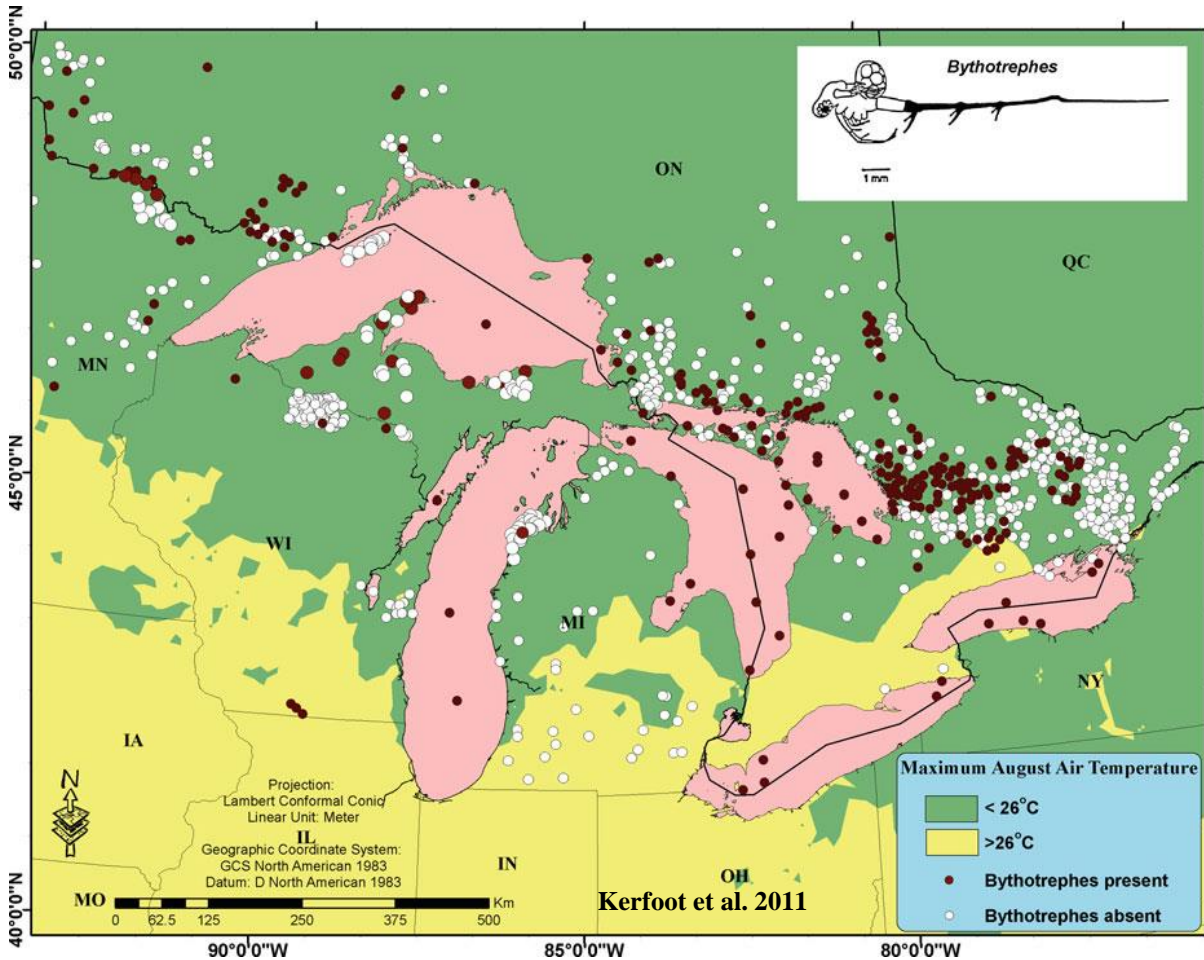 50°0'0"N
Bythotrephes
1 mm
ON
QC
MN
45°0'0"N
WI
MI
NY
IA
Maximum August Air Temperature
< 26°C
>26°C
Bythotrephes present
Bythotrephes absent
N
Projection:
Lambert Conformal Conic
Linear Unit: Meter
IL
Geographic Coordinate System:
GCS North American 1983
Datum: D North American 1983
IN
OH
MO
Km
0 62.5 125 250 375 500
Kerfoot et al. 2011
40°0'0"N
90°0'0"W
85°0'0"W
80°0'0"W